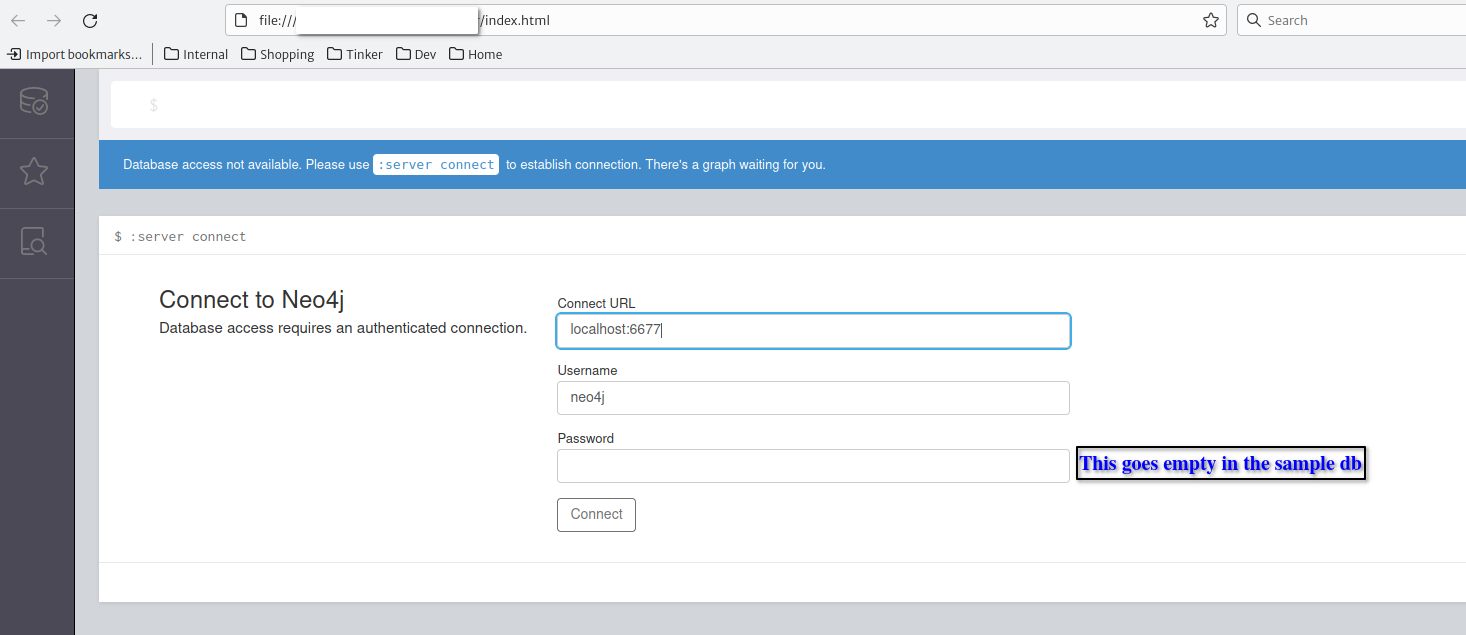 file:/// /index.html
Search
Import bookmarks... Internal Shopping Tinker Dev Home
$
Database access not available. Please use :server connect to establish connection. There's a graph waiting for you.
$ :server connect
Connect to Neo4j
Database access requires an authenticated connection.
Connect URL
localhost:6677
Username
neo4j
Password
This goes empty in the sample db
Connect